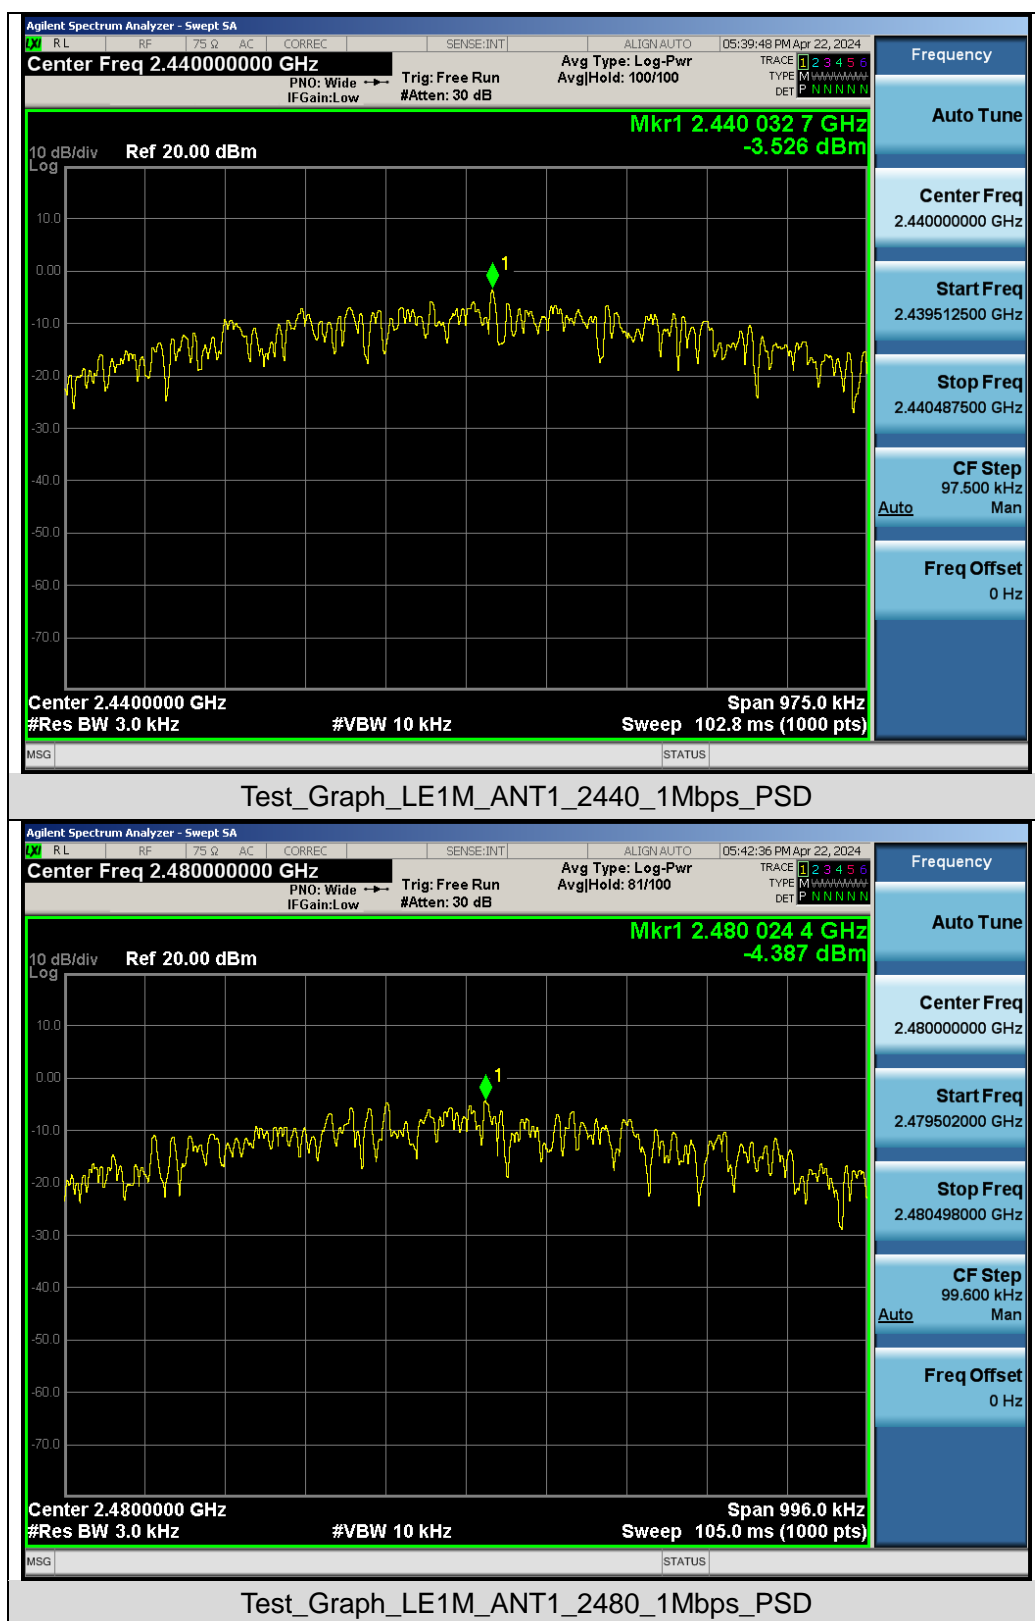 Agilent Spectrum Analyzer - Swept SA
LXI RL RF 75 Ω AC CORREC SENSE:INT ALIGN AUTO 05:39:48 PM Apr 22, 2024
Center Freq 2.440000000 GHz
PNO: Wide
IFGain:Low
Trig: Free Run
#Atten: 30 dB
Avg Type: Log-Pwr
Avg|Hold: 100/100
TRACE 1 2 3 4 5 6
TYPE M
DET P N N N N N
Mkr1 2.440 032 7 GHz
-3.526 dBm
10 dB/div Ref 20.00 dBm
Log
10.0
0.00
-10.0
-20.0
-30.0
-40.0
-50.0
-60.0
-70.0
1
Center 2.4400000 GHz Span 975.0 kHz
#Res BW 3.0 kHz #VBW 10 kHz Sweep 102.8 ms (1000 pts)
MSG STATUS
Frequency
Auto Tune
Center Freq
2.440000000 GHz
Start Freq
2.439512500 GHz
Stop Freq
2.440487500 GHz
CF Step
97.500 kHz
Auto Man
Freq Offset
0 Hz
Test_Graph_LE1M_ANT1_2440_1Mbps_PSD
Agilent Spectrum Analyzer - Swept SA
LXI RL RF 75 Ω AC CORREC SENSE:INT ALIGN AUTO 05:42:36 PM Apr 22, 2024
Center Freq 2.480000000 GHz
PNO: Wide
IFGain:Low
Trig: Free Run
#Atten: 30 dB
Avg Type: Log-Pwr
Avg|Hold: 81/100
TRACE 1 2 3 4 5 6
TYPE M
DET P N N N N N
Mkr1 2.480 024 4 GHz
-4.387 dBm
10 dB/div Ref 20.00 dBm
Log
10.0
0.00
-10.0
-20.0
-30.0
-40.0
-50.0
-60.0
-70.0
1
Center 2.4800000 GHz Span 996.0 kHz
#Res BW 3.0 kHz #VBW 10 kHz Sweep 105.0 ms (1000 pts)
MSG STATUS
Frequency
Auto Tune
Center Freq
2.480000000 GHz
Start Freq
2.479502000 GHz
Stop Freq
2.480498000 GHz
CF Step
99.600 kHz
Auto Man
Freq Offset
0 Hz
Test_Graph_LE1M_ANT1_2480_1Mbps_PSD